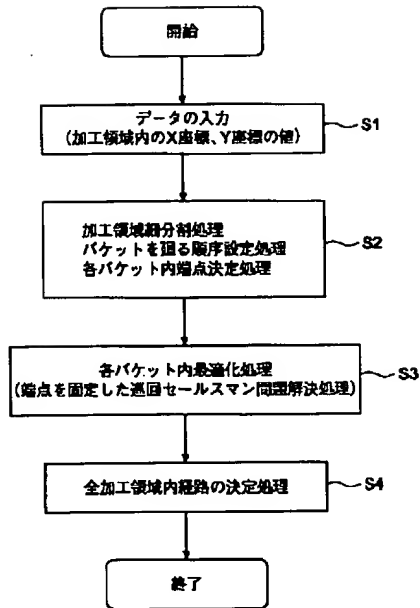 開始
データの入力
(加工領域内のX座標、Y座標の値)
S1
加工領域細分割処理
バケットを廻る順序設定処理
各バケット内端点決定処理
S2
各バケット内最適化処理
(端点を固定した巡回セールスマン問題解決処理)
S3
全加工領域内経路の決定処理
S4
終了